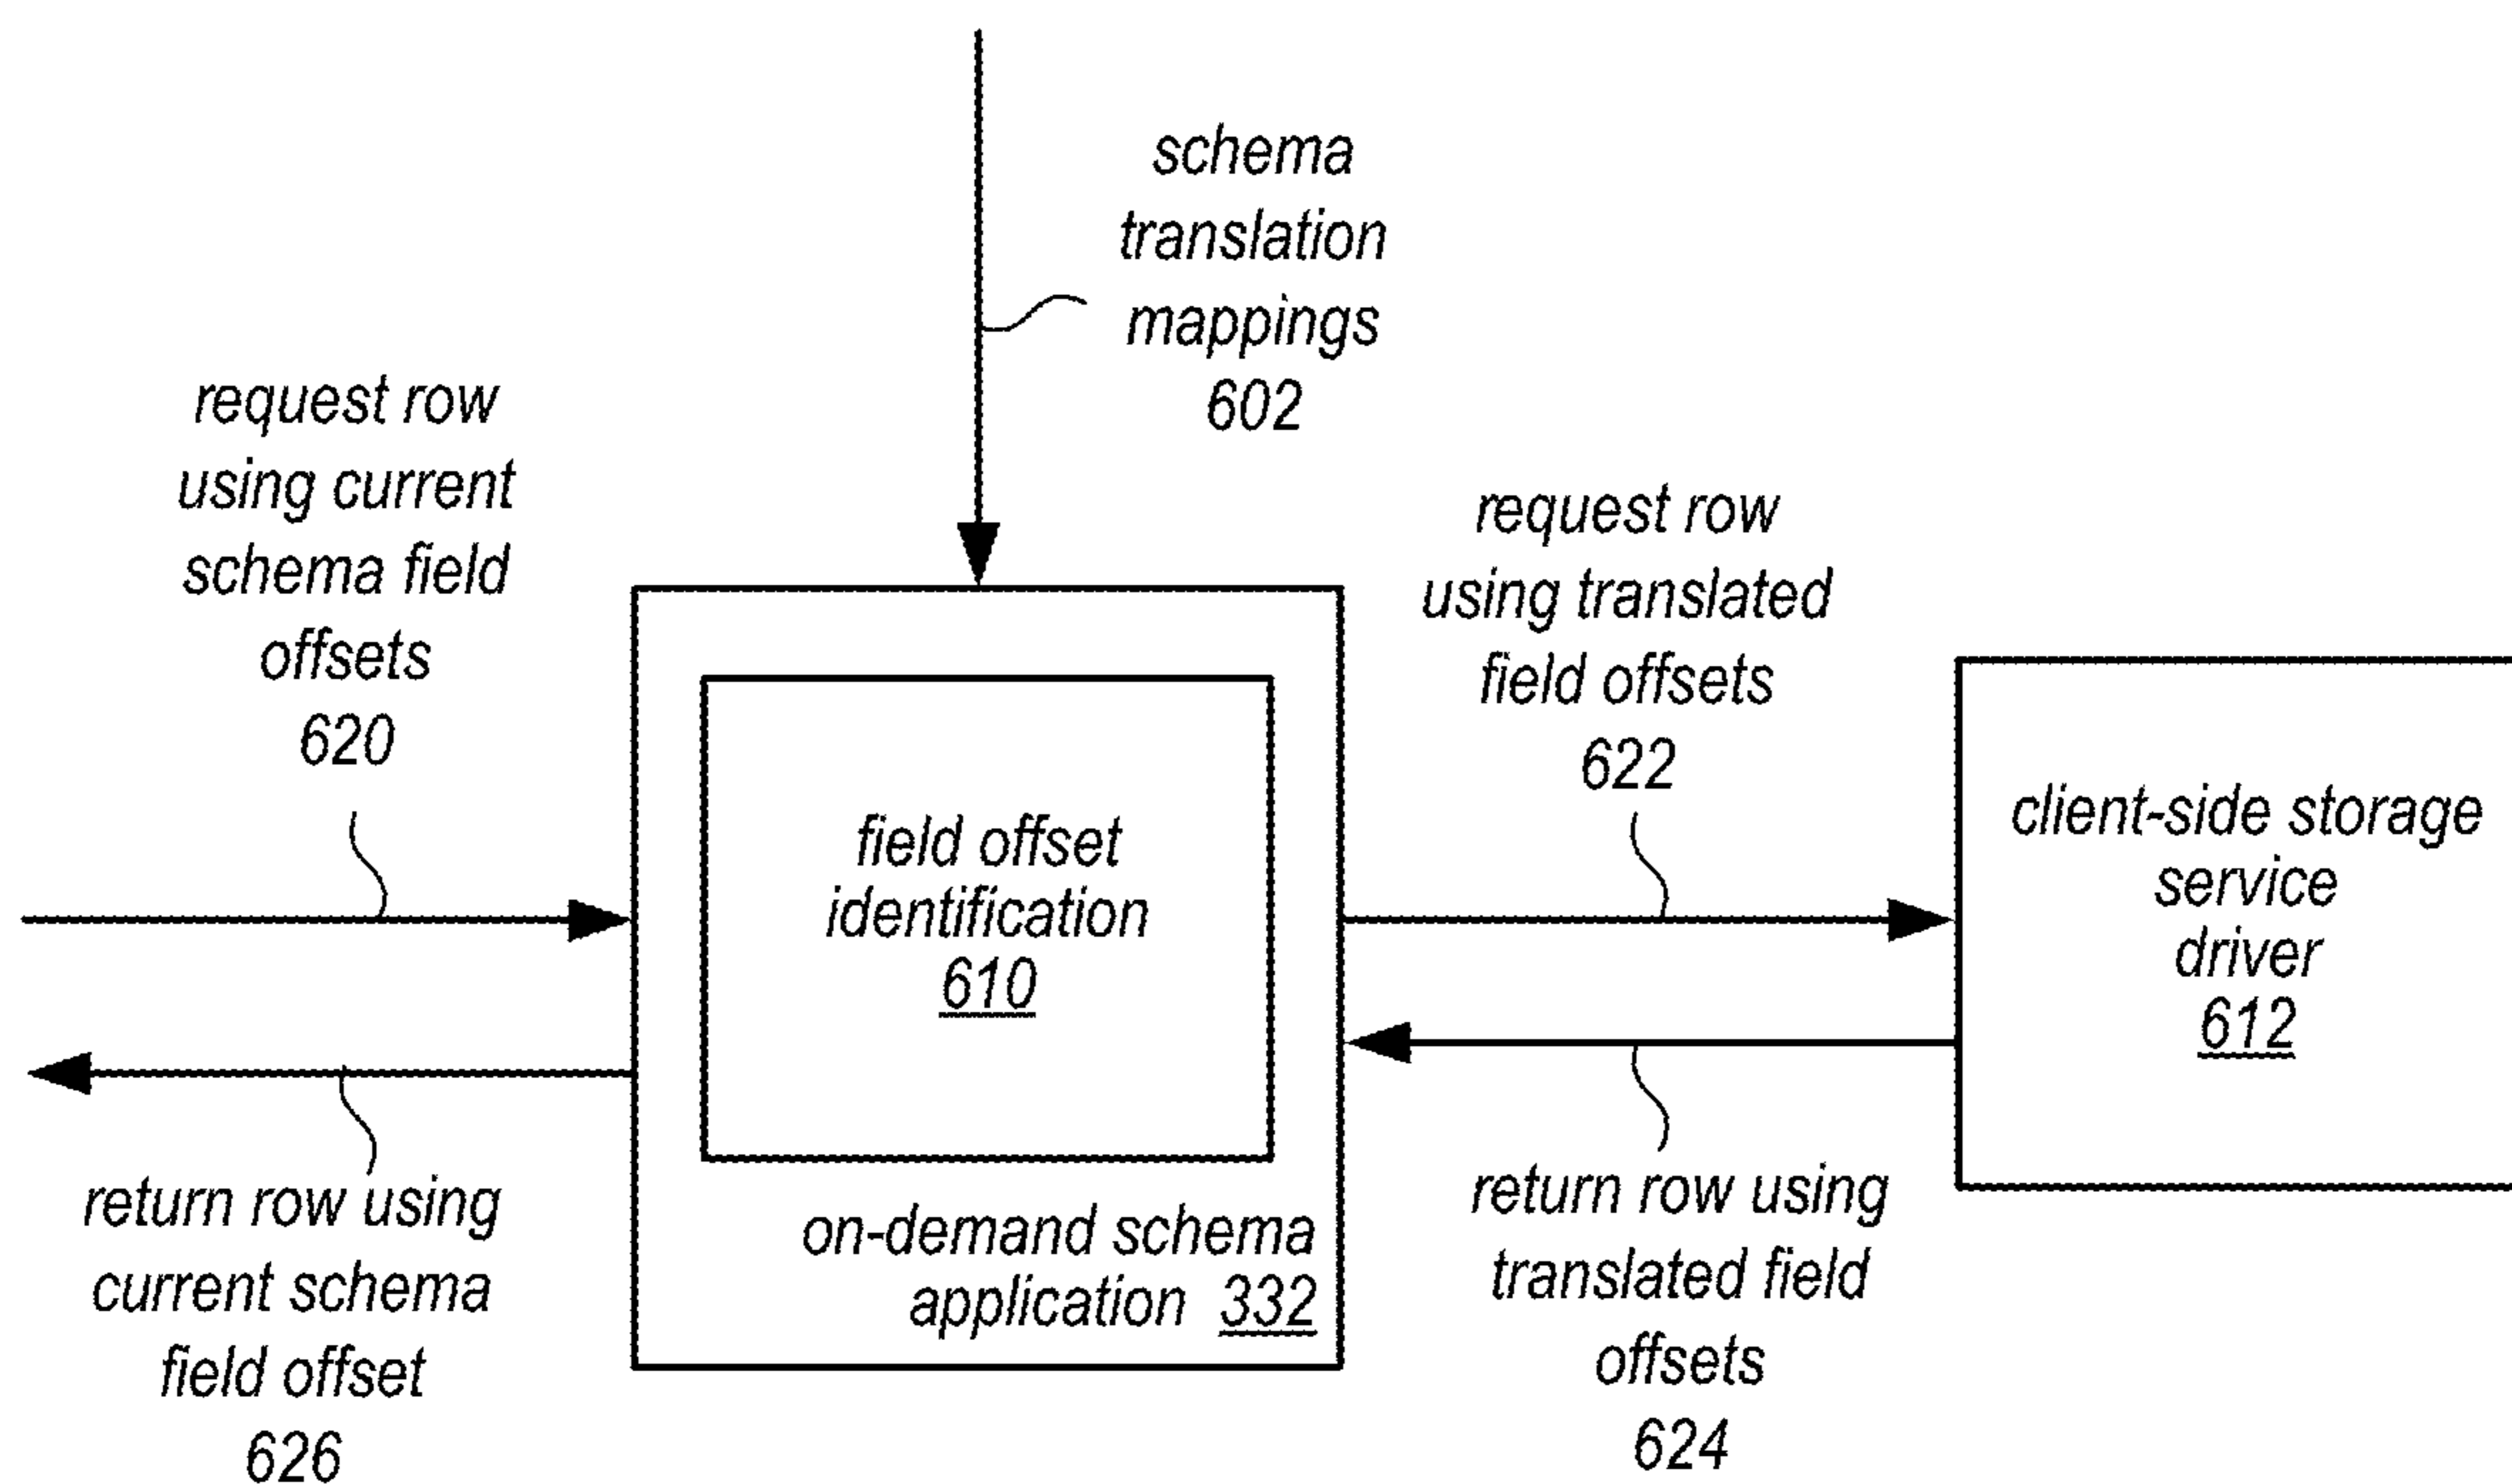 schema
translation
mappings
602
request row
using current
schema field
offsets
620
request row
using translated
field offsets
622
field offset
identification
610
client-side storage
service
driver
612
return row using
current schema
field offset
626
on-demand schema
application 332
return row using
translated field
offsets
624